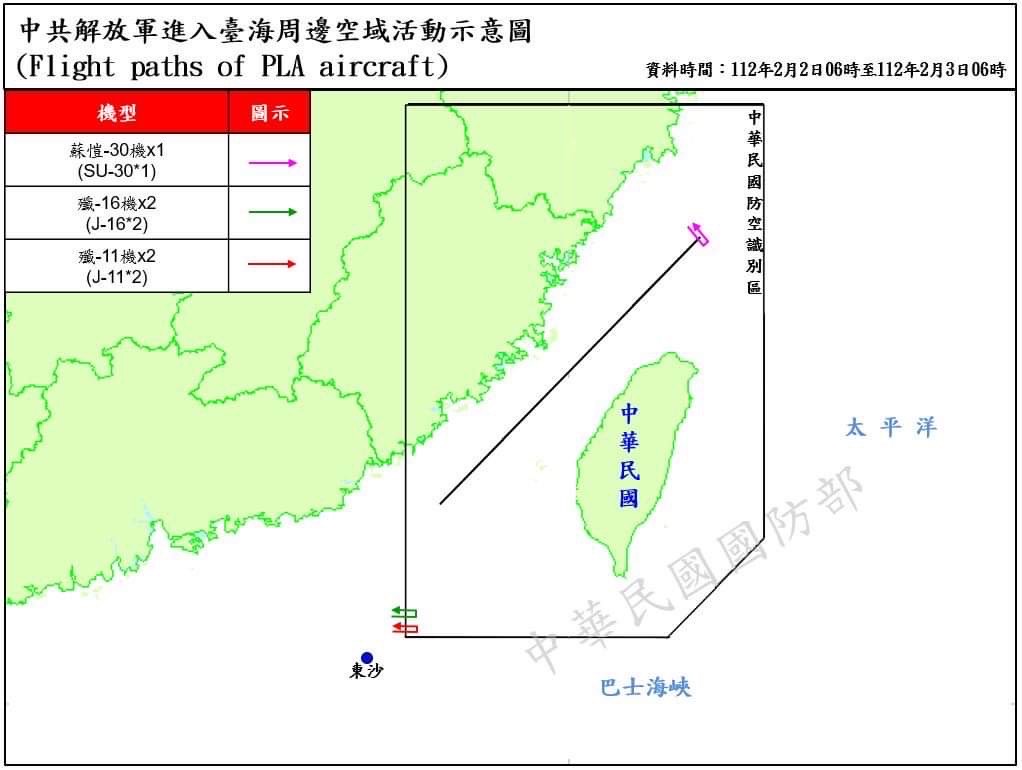 中共解放軍進入臺海周邊空域活動示意圖
(Flight paths of PLA aircraft)
資料時間：112年2月2日06時至112年2月3日06時
機型
圖示
蘇愷-30機x1
(SU-30*1)
殲-16機x2
(J-16*2)
殲-11機x2
(J-11*2)
中華民國防空識別區
中華民國
太平洋
中華民國國防部
東沙
巴士海峽